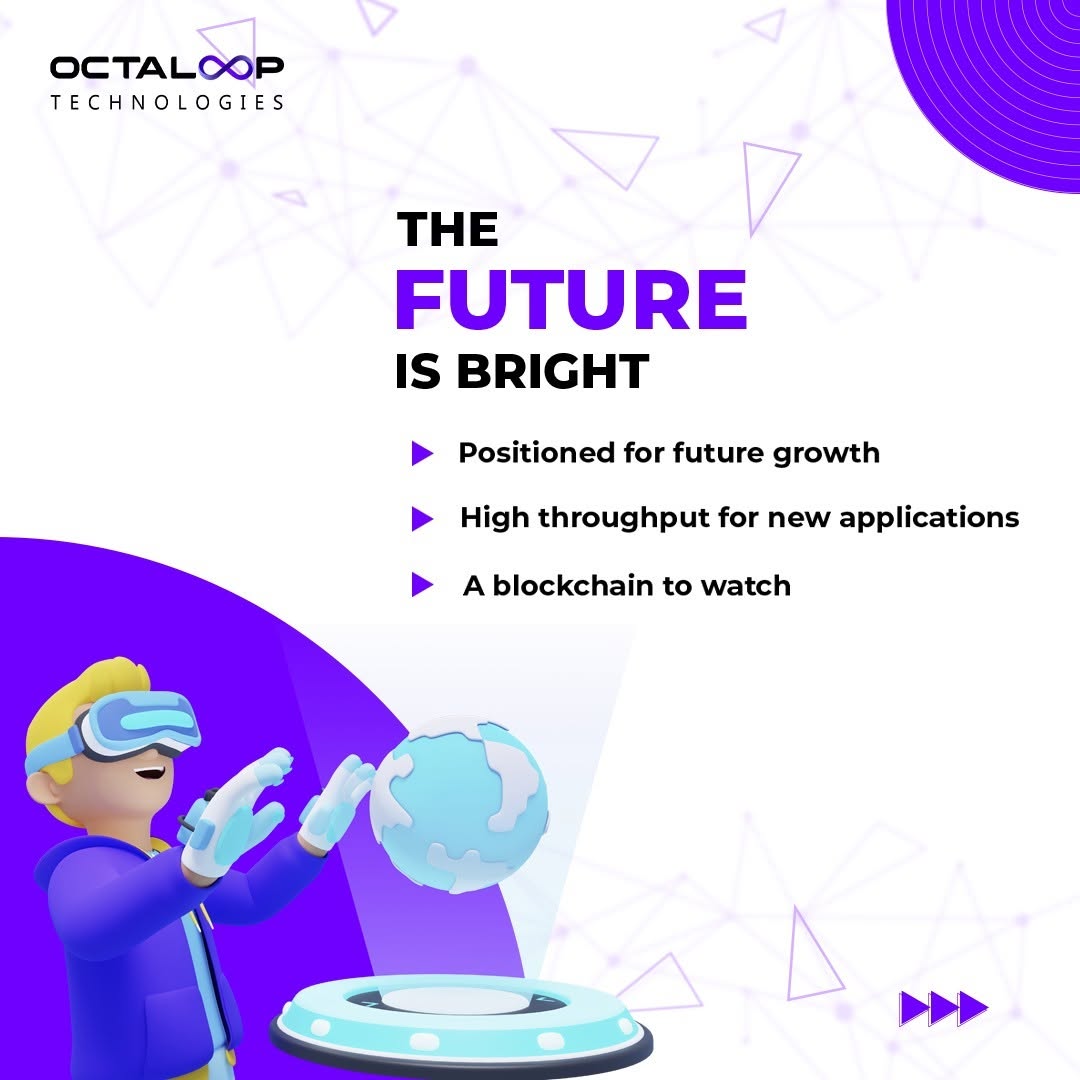 OCTALOOP
TECHNOLOGIES
THE
FUTURE
IS BRIGHT
Positioned for future growth
High throughput for new applications
A blockchain to watch